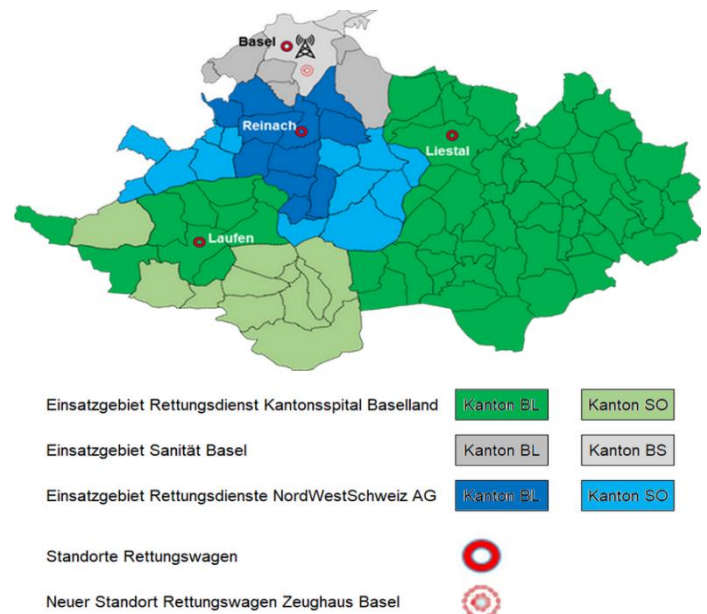 Basel
Reinach
Liestal
Laufen
Einsatzgebiet Rettungsdienst Kantonsspital Baselland Kanton BL Kanton SO
Einsatzgebiet Sanität Basel Kanton BL Kanton BS
Einsatzgebiet Rettungsdienste NordWestSchweiz AG Kanton BL Kanton SO
Standorte Rettungswagen
Neuer Standort Rettungswagen Zeughaus Basel